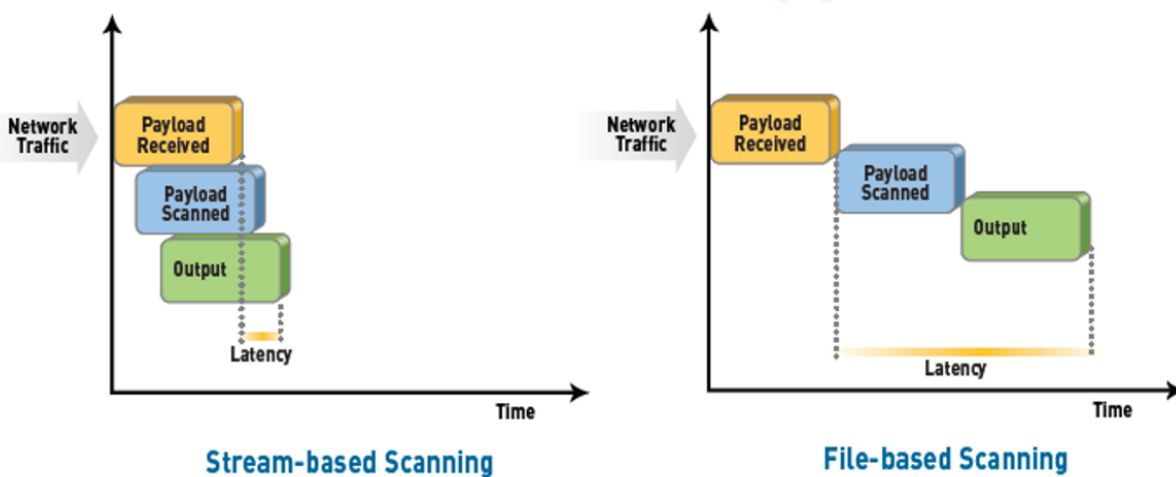 Network
Traffic
Payload
Received
Payload
Scanned
Output
Latency
Time
Stream-based Scanning
Network
Traffic
Payload
Received
Payload
Scanned
Output
Latency
Time
File-based Scanning